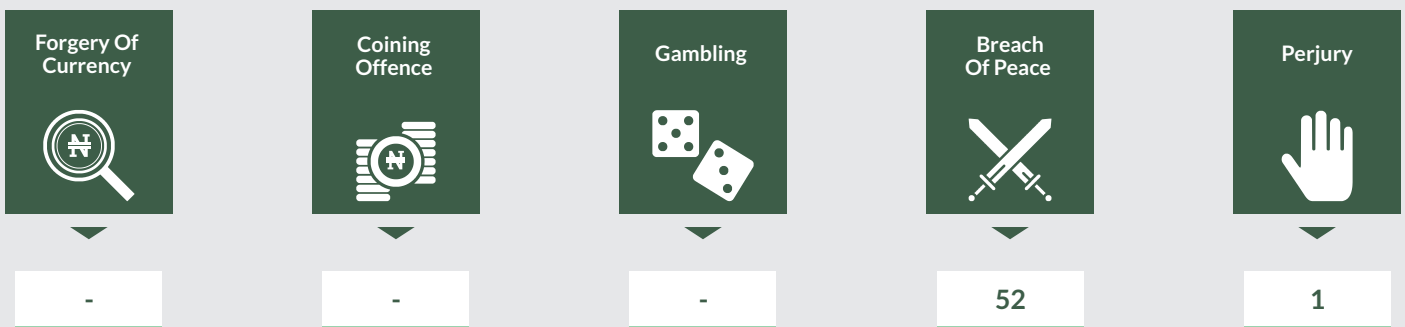 Forgery Of
Currency
Coining
Offence
Gambling
Breach
Of Peace
Perjury
₦
₦
-
-
-
52
1